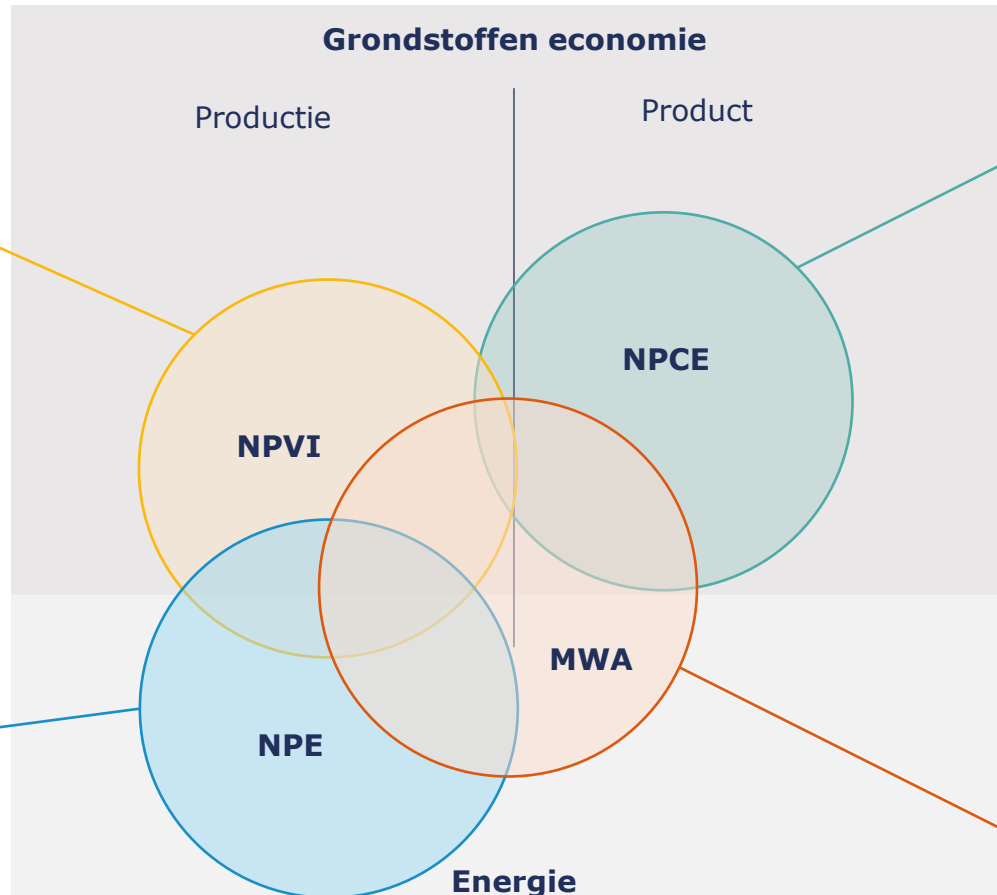 Grondstoffen economie
Productie
Product
NPCE
NPVI
MWA
NPE
Energie